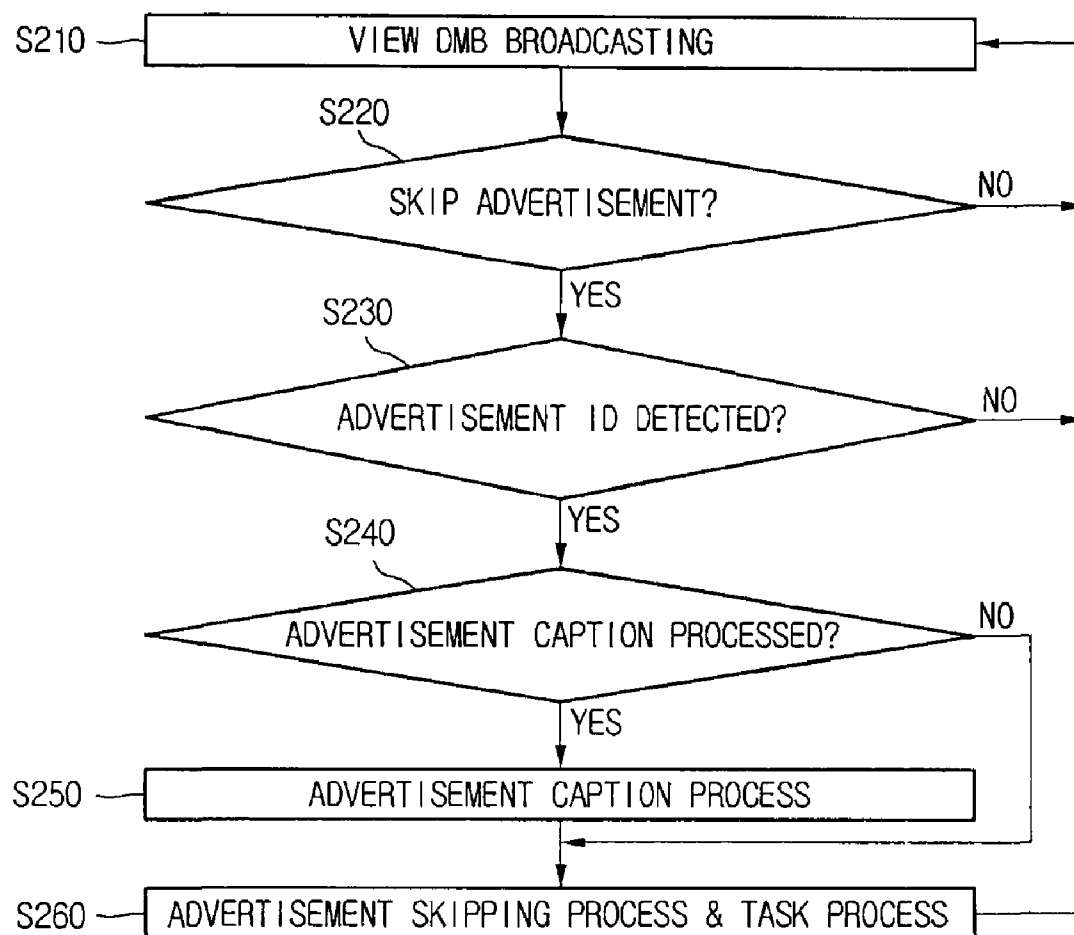 S210
VIEW DMB BROADCASTING
S220
SKIP ADVERTISEMENT?
NO
YES
S230
ADVERTISEMENT ID DETECTED?
NO
YES
S240
ADVERTISEMENT CAPTION PROCESSED?
NO
YES
S250
ADVERTISEMENT CAPTION PROCESS
S260
ADVERTISEMENT SKIPPING PROCESS & TASK PROCESS